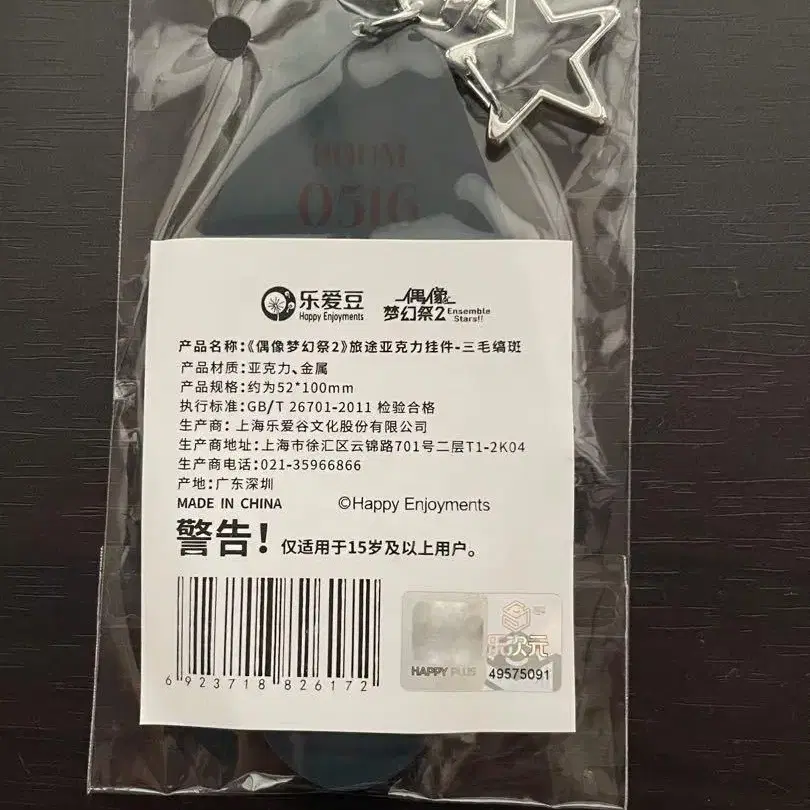 ROOM
0516
乐爱豆
Happy Enjoyments
偶像
梦幻祭2 Ensemble
Stars!!
产品名称:《偶像梦幻祭2》旅途亚克力挂件-三毛缟斑
产品材质:亚克力、金属
产品规格:约为52*100mm
执行标准:GB/T 26701-2011 检验合格
生产商: 上海乐爱谷文化股份有限公司
生产商地址:上海市徐汇区云锦路701号二层T1-2K04
生产商电话:021-35966866
产地:广东深圳
MADE IN CHINA ©Happy Enjoyments
警告! 仅适用于15岁及以上用户。
6 923718 826172
HAPPY PLUS
乐次元
49575091